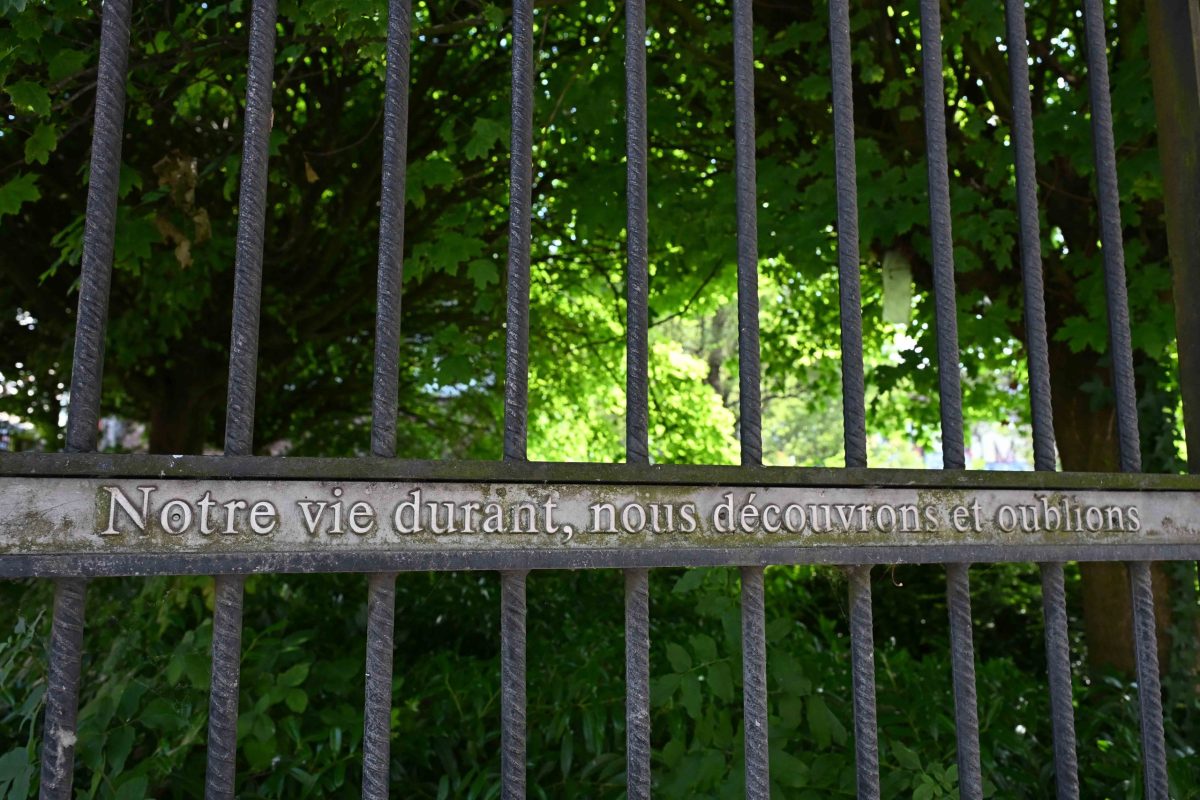 Notre vie durant, nous découvrons et oublions